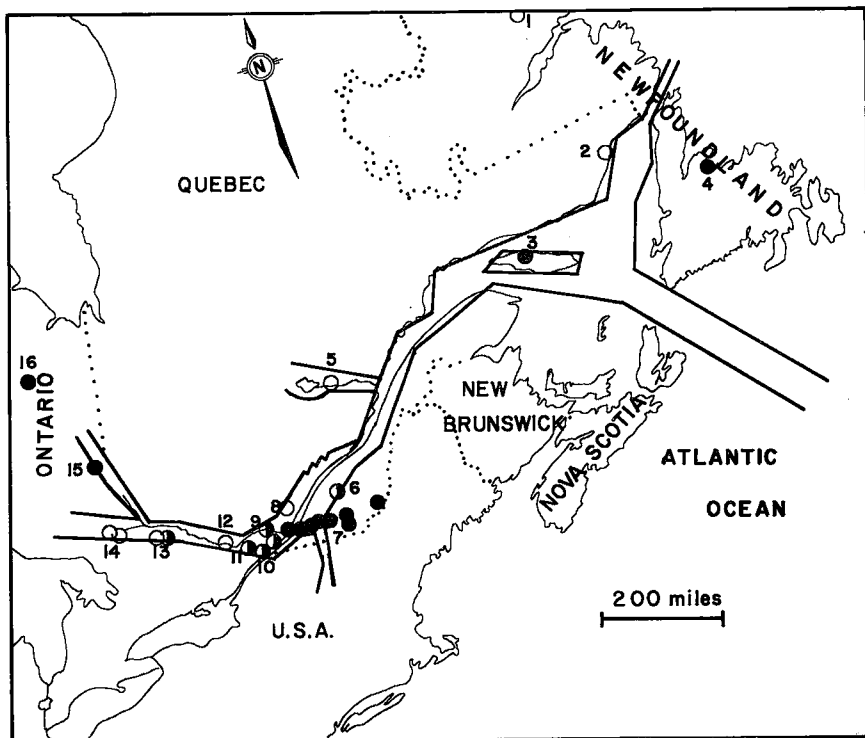 1
NEWFOUNDLAND
N
2
QUEBEC
4
3
16
5
ONTARIO
NEW
BRUNSWICK
NOVA SCOTIA
ATLANTIC
15
6
OCEAN
8
9
12
7
14
13
11
10
200 miles
U.S.A.